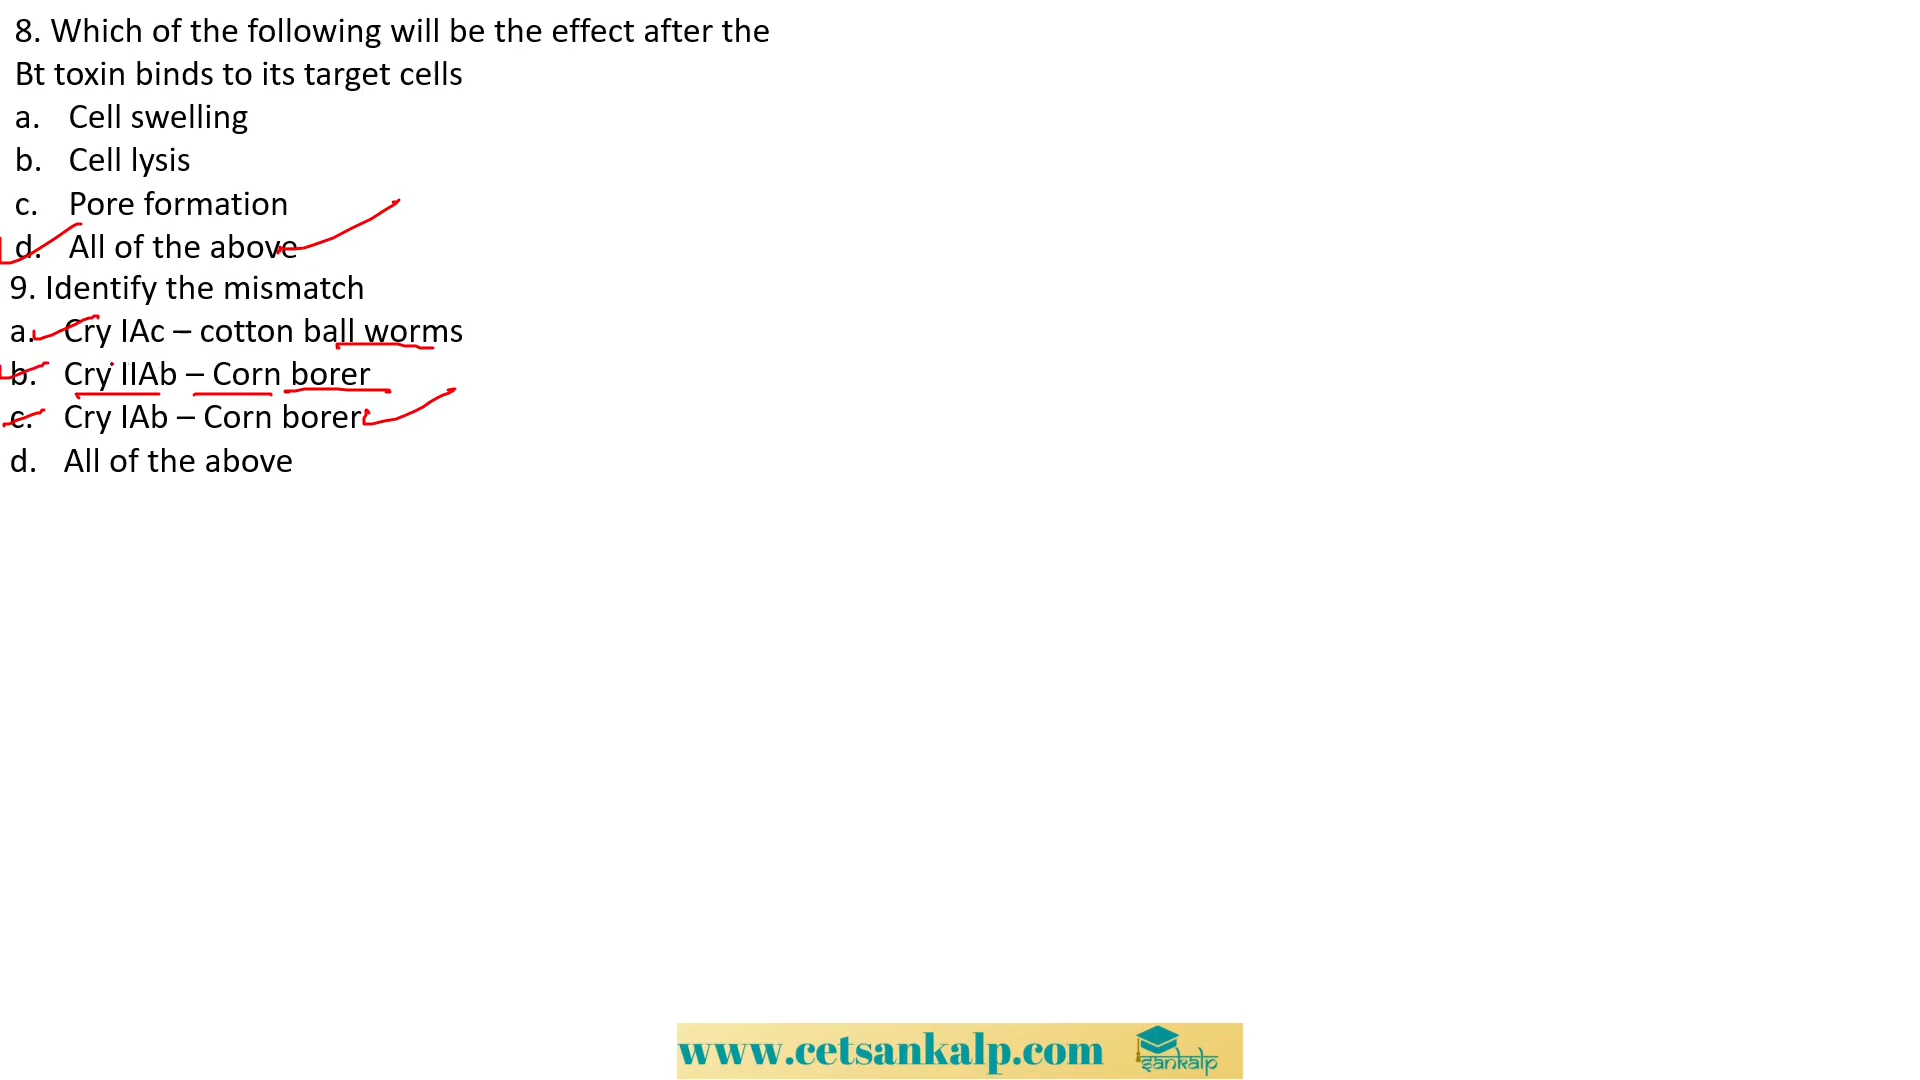 8. Which of the following will be the effect after the
Bt toxin binds to its target cells
a. Cell swelling
b. Cell lysis
c. Pore formation
d. All of the above
9. Identify the mismatch
a. Cry IAc – cotton ball worms
b. Cry IIAb – Corn borer
c. Cry IAb – Corn borer
d. All of the above
www.cetsankalp.com
संkalp